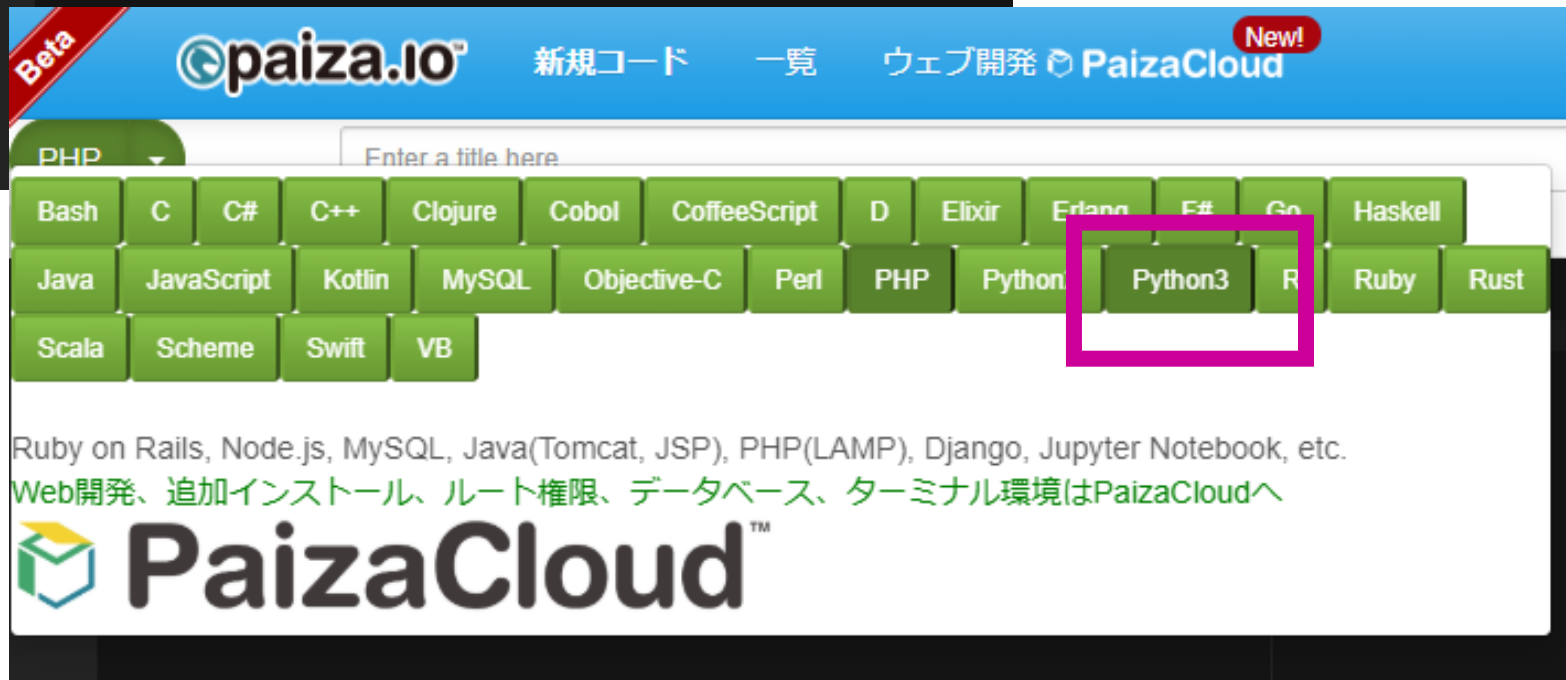 Beta
paiza.IO™ 新規コード 一覧 ウェブ開発 PaizaCloud New!
PHP Enter a title here
Bash C C# C++ Clojure Cobol CoffeeScript D Elixir Erlang F# Go Haskell
Java JavaScript Kotlin MySQL Objective-C Perl PHP Python3 R Ruby Rust
Scala Scheme Swift VB
Ruby on Rails, Node.js, MySQL, Java(Tomcat, JSP), PHP(LAMP), Django, Jupyter Notebook, etc.
Web開発、追加インストール、ルート権限、データベース、ターミナル環境はPaizaCloudへ
PaizaCloud™